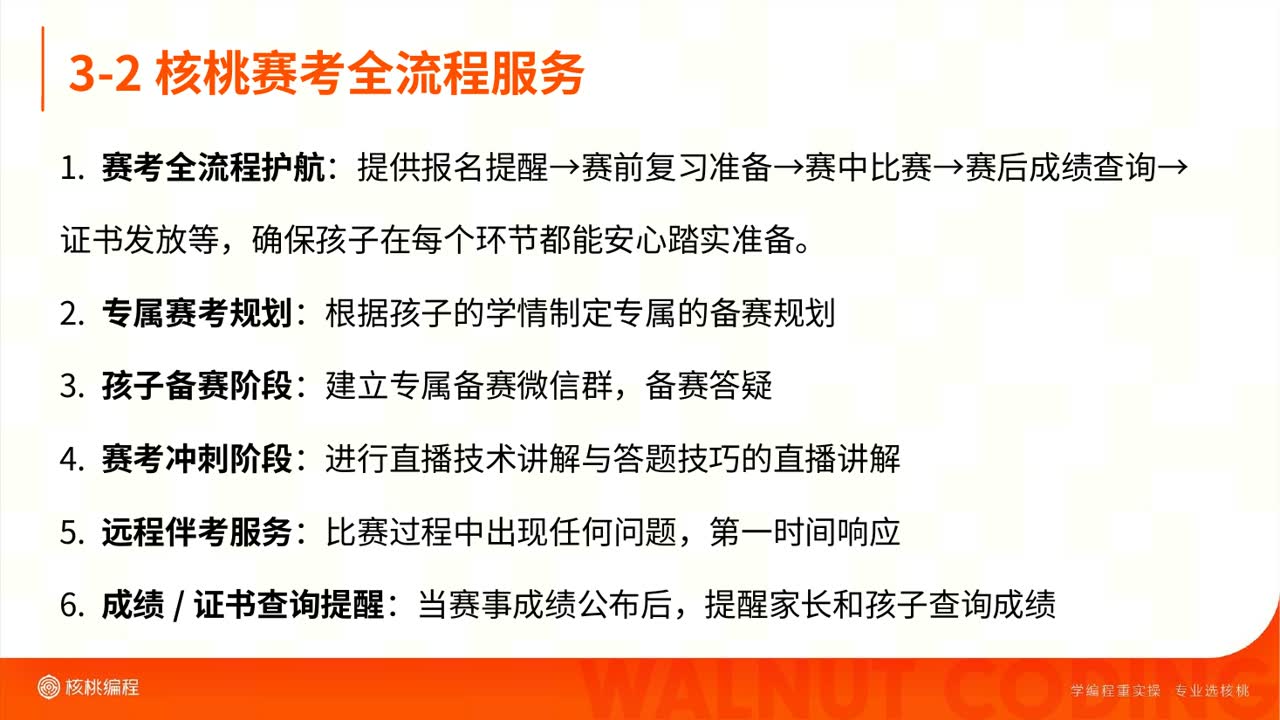 3-2 核桃赛考全流程服务
1. 赛考全流程护航：提供报名提醒→赛前复习准备→赛中比赛→赛后成绩查询→
证书发放等，确保孩子在每个环节都能安心踏实准备。
2. 专属赛考规划：根据孩子的学情制定专属的备赛规划
3. 孩子备赛阶段：建立专属备赛微信群，备赛答疑
4. 赛考冲刺阶段：进行直播技术讲解与答题技巧的直播讲解
5. 远程伴考服务：比赛过程中出现任何问题，第一时间响应
6. 成绩 / 证书查询提醒：当赛事成绩公布后，提醒家长和孩子查询成绩
核桃编程
WALNUT CODING
学编程重实操 专业选核桃